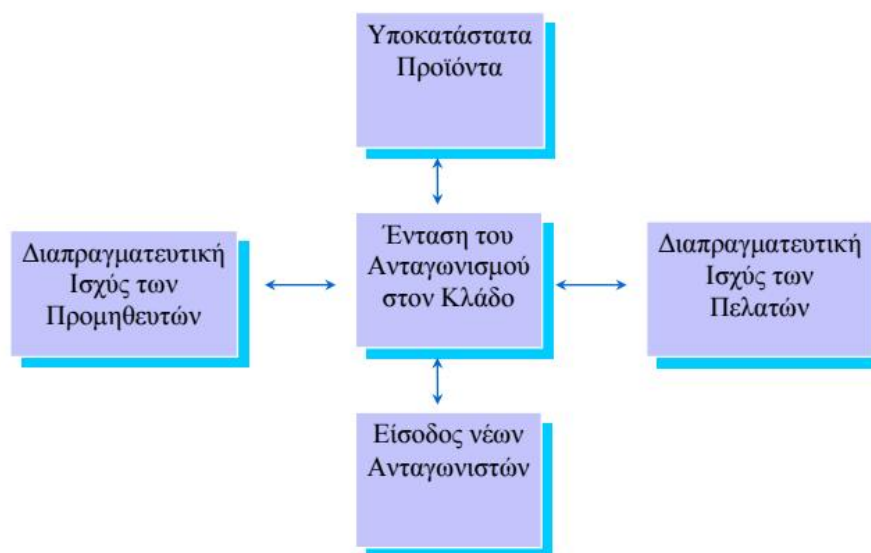 Υποκατάστατα
Προϊόντα
Διαπραγματευτική
Ισχύς των
Προμηθευτών
Ένταση του
Ανταγωνισμού
στον Κλάδο
Διαπραγματευτική
Ισχύς των
Πελατών
Είσοδος νέων
Ανταγωνιστών